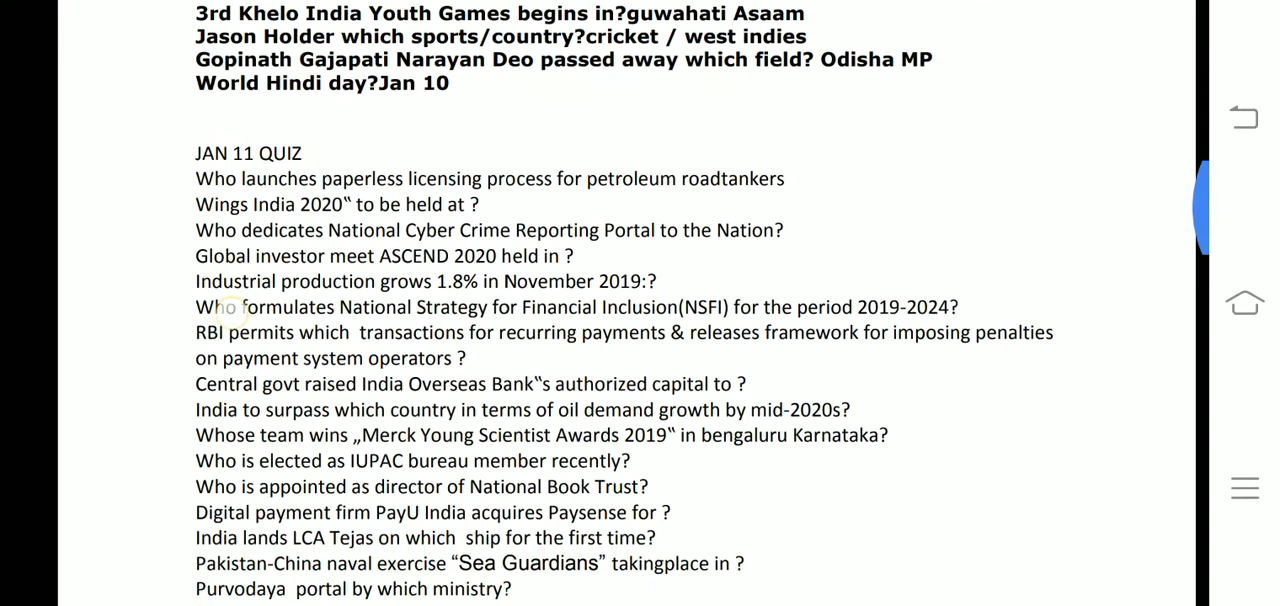 3rd Khelo India Youth Games begins in?guwahati Asaam
Jason Holder which sports/country?cricket / west indies
Gopinath Gajapati Narayan Deo passed away which field? Odisha MP
World Hindi day?Jan 10
JAN 11 QUIZ
Who launches paperless licensing process for petroleum roadtankers
Wings India 2020‟ to be held at ?
Who dedicates National Cyber Crime Reporting Portal to the Nation?
Global investor meet ASCEND 2020 held in ?
Industrial production grows 1.8% in November 2019:?
Who formulates National Strategy for Financial Inclusion(NSFI) for the period 2019-2024?
RBI permits which  transactions for recurring payments & releases framework for imposing penalties
on payment system operators ?
Central govt raised India Overseas Bank‟s authorized capital to ?
India to surpass which country in terms of oil demand growth by mid-2020s?
Whose team wins „Merck Young Scientist Awards 2019‟ in bengaluru Karnataka?
Who is elected as IUPAC bureau member recently?
Who is appointed as director of National Book Trust?
Digital payment firm PayU India acquires Paysense for ?
India lands LCA Tejas on which  ship for the first time?
Pakistan-China naval exercise “Sea Guardians” takingplace in ?
Purvodaya  portal by which ministry?